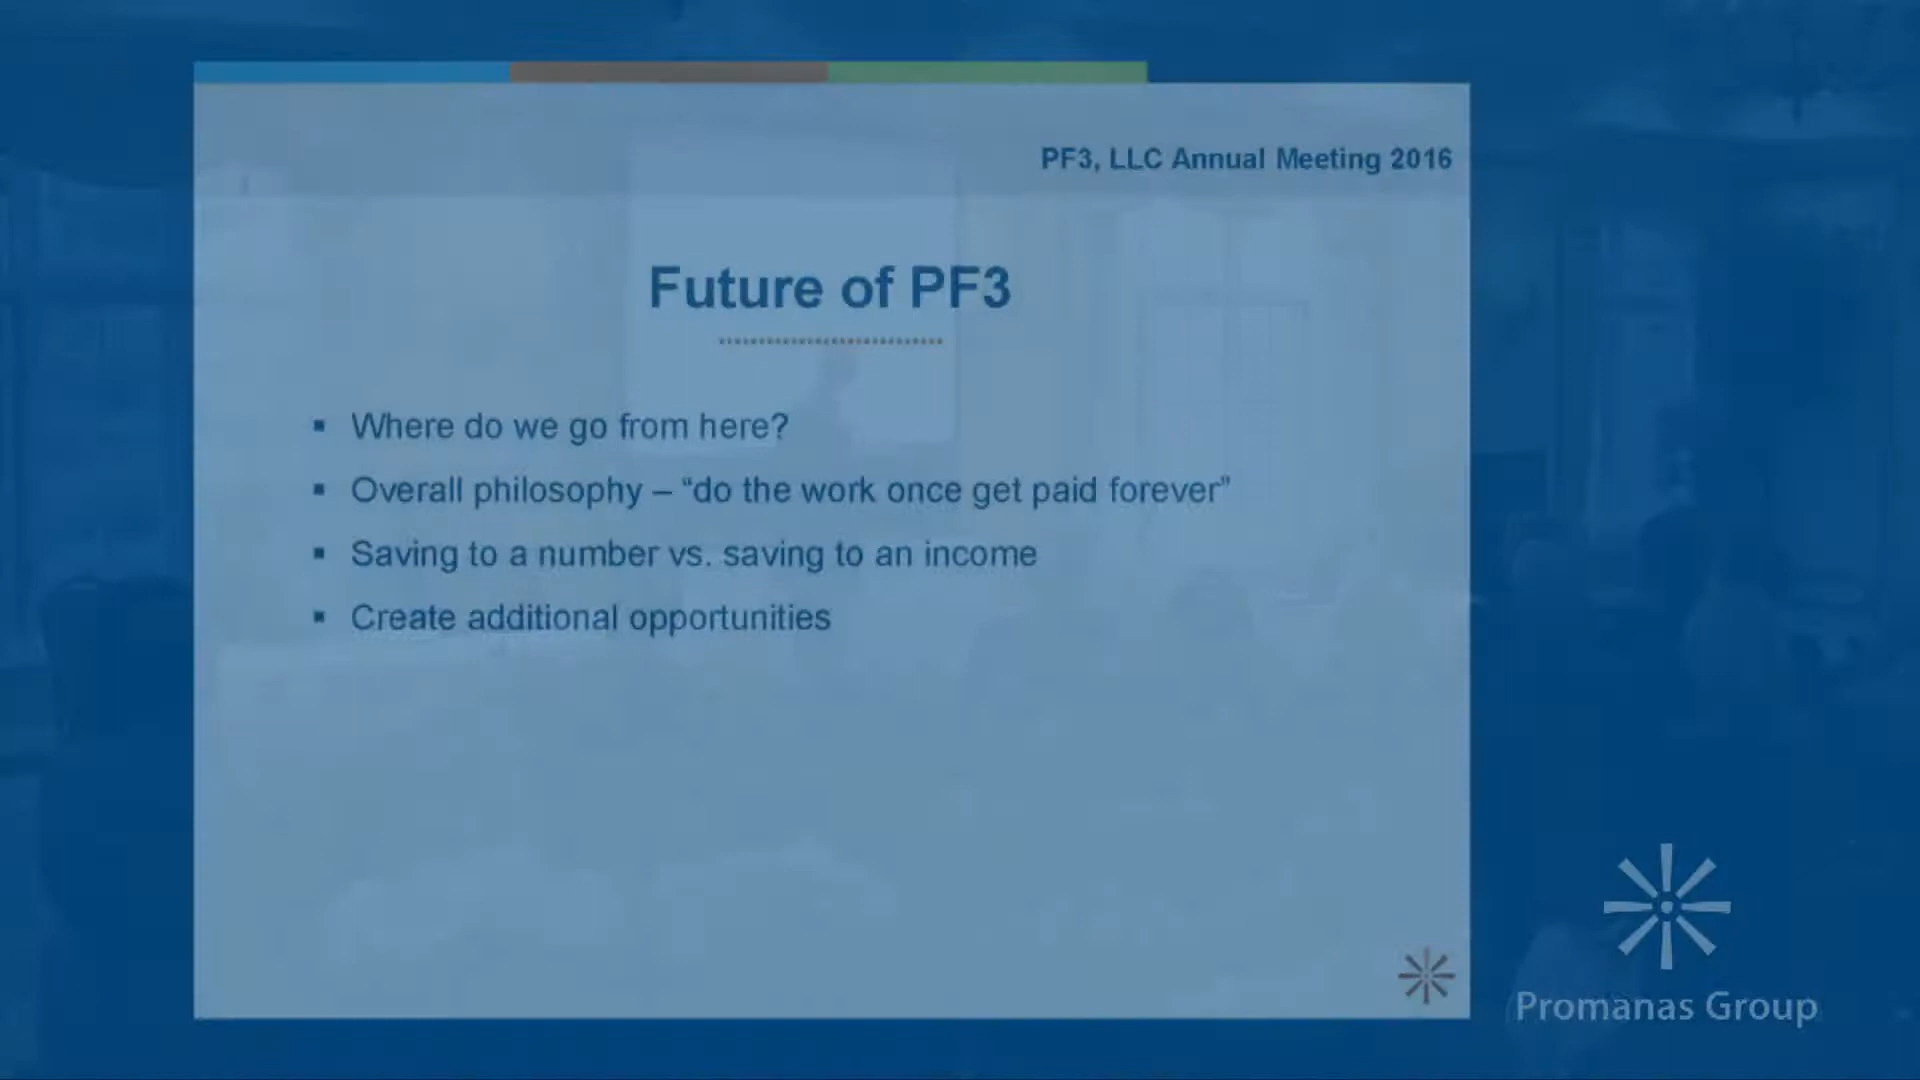 PF3, LLC Annual Meeting 2016
Future of PF3
▪ Where do we go from here?
▪ Overall philosophy – “do the work once get paid forever”
▪ Saving to a number vs. saving to an income
▪ Create additional opportunities
Promanas Group